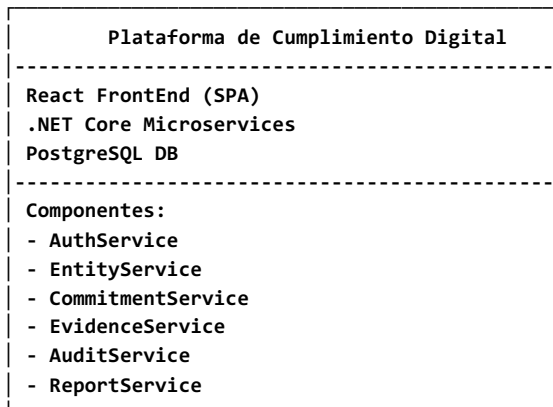 Plataforma de Cumplimiento Digital
React FrontEnd (SPA)
.NET Core Microservices
PostgreSQL DB
Componentes:
- AuthService
- EntityService
- CommitmentService
- EvidenceService
- AuditService
- ReportService